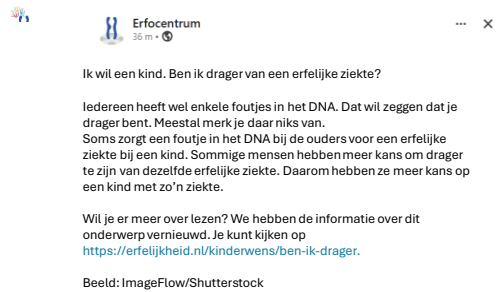 Erfocentrum
36 m •
Ik wil een kind. Ben ik drager van een erfelijke ziekte?
Iedereen heeft wel enkele foutjes in het DNA. Dat wil zeggen dat je
drager bent. Meestal merk je daar niks van.
Soms zorgt een foutje in het DNA bij de ouders voor een erfelijke
ziekte bij een kind. Sommige mensen hebben meer kans om drager
te zijn van dezelfde erfelijke ziekte. Daarom hebben ze meer kans op
een kind met zo’n ziekte.
Wil je er meer over lezen? We hebben de informatie over dit
onderwerp vernieuwd. Je kunt kijken op
https://erfelijkheid.nl/kinderwens/ben-ik-drager.
Beeld: ImageFlow/Shutterstock